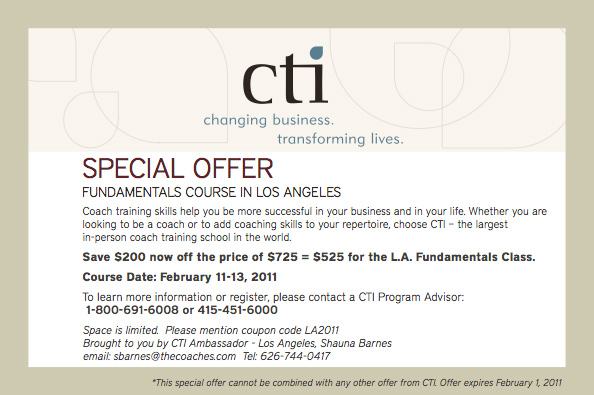 cti
changing business.
transforming lives.
SPECIAL OFFER
FUNDAMENTALS COURSE IN LOS ANGELES
Coach training skills help you be more successful in your business and in your life. Whether you are
looking to be a coach or to add coaching skills to your repertoire, choose CTI – the largest
in-person coach training school in the world.
Save $200 now off the price of $725 = $525 for the L.A. Fundamentals Class.
Course Date: February 11-13, 2011
To learn more information or register, please contact a CTI Program Advisor:
1-800-691-6008 or 415-451-6000
Space is limited. Please mention coupon code LA2011
Brought to you by CTI Ambassador - Los Angeles, Shauna Barnes
email: sbarnes@thecoaches.com Tel: 626-744-0417
*This special offer cannot be combined with any other offer from CTI. Offer expires February 1, 2011